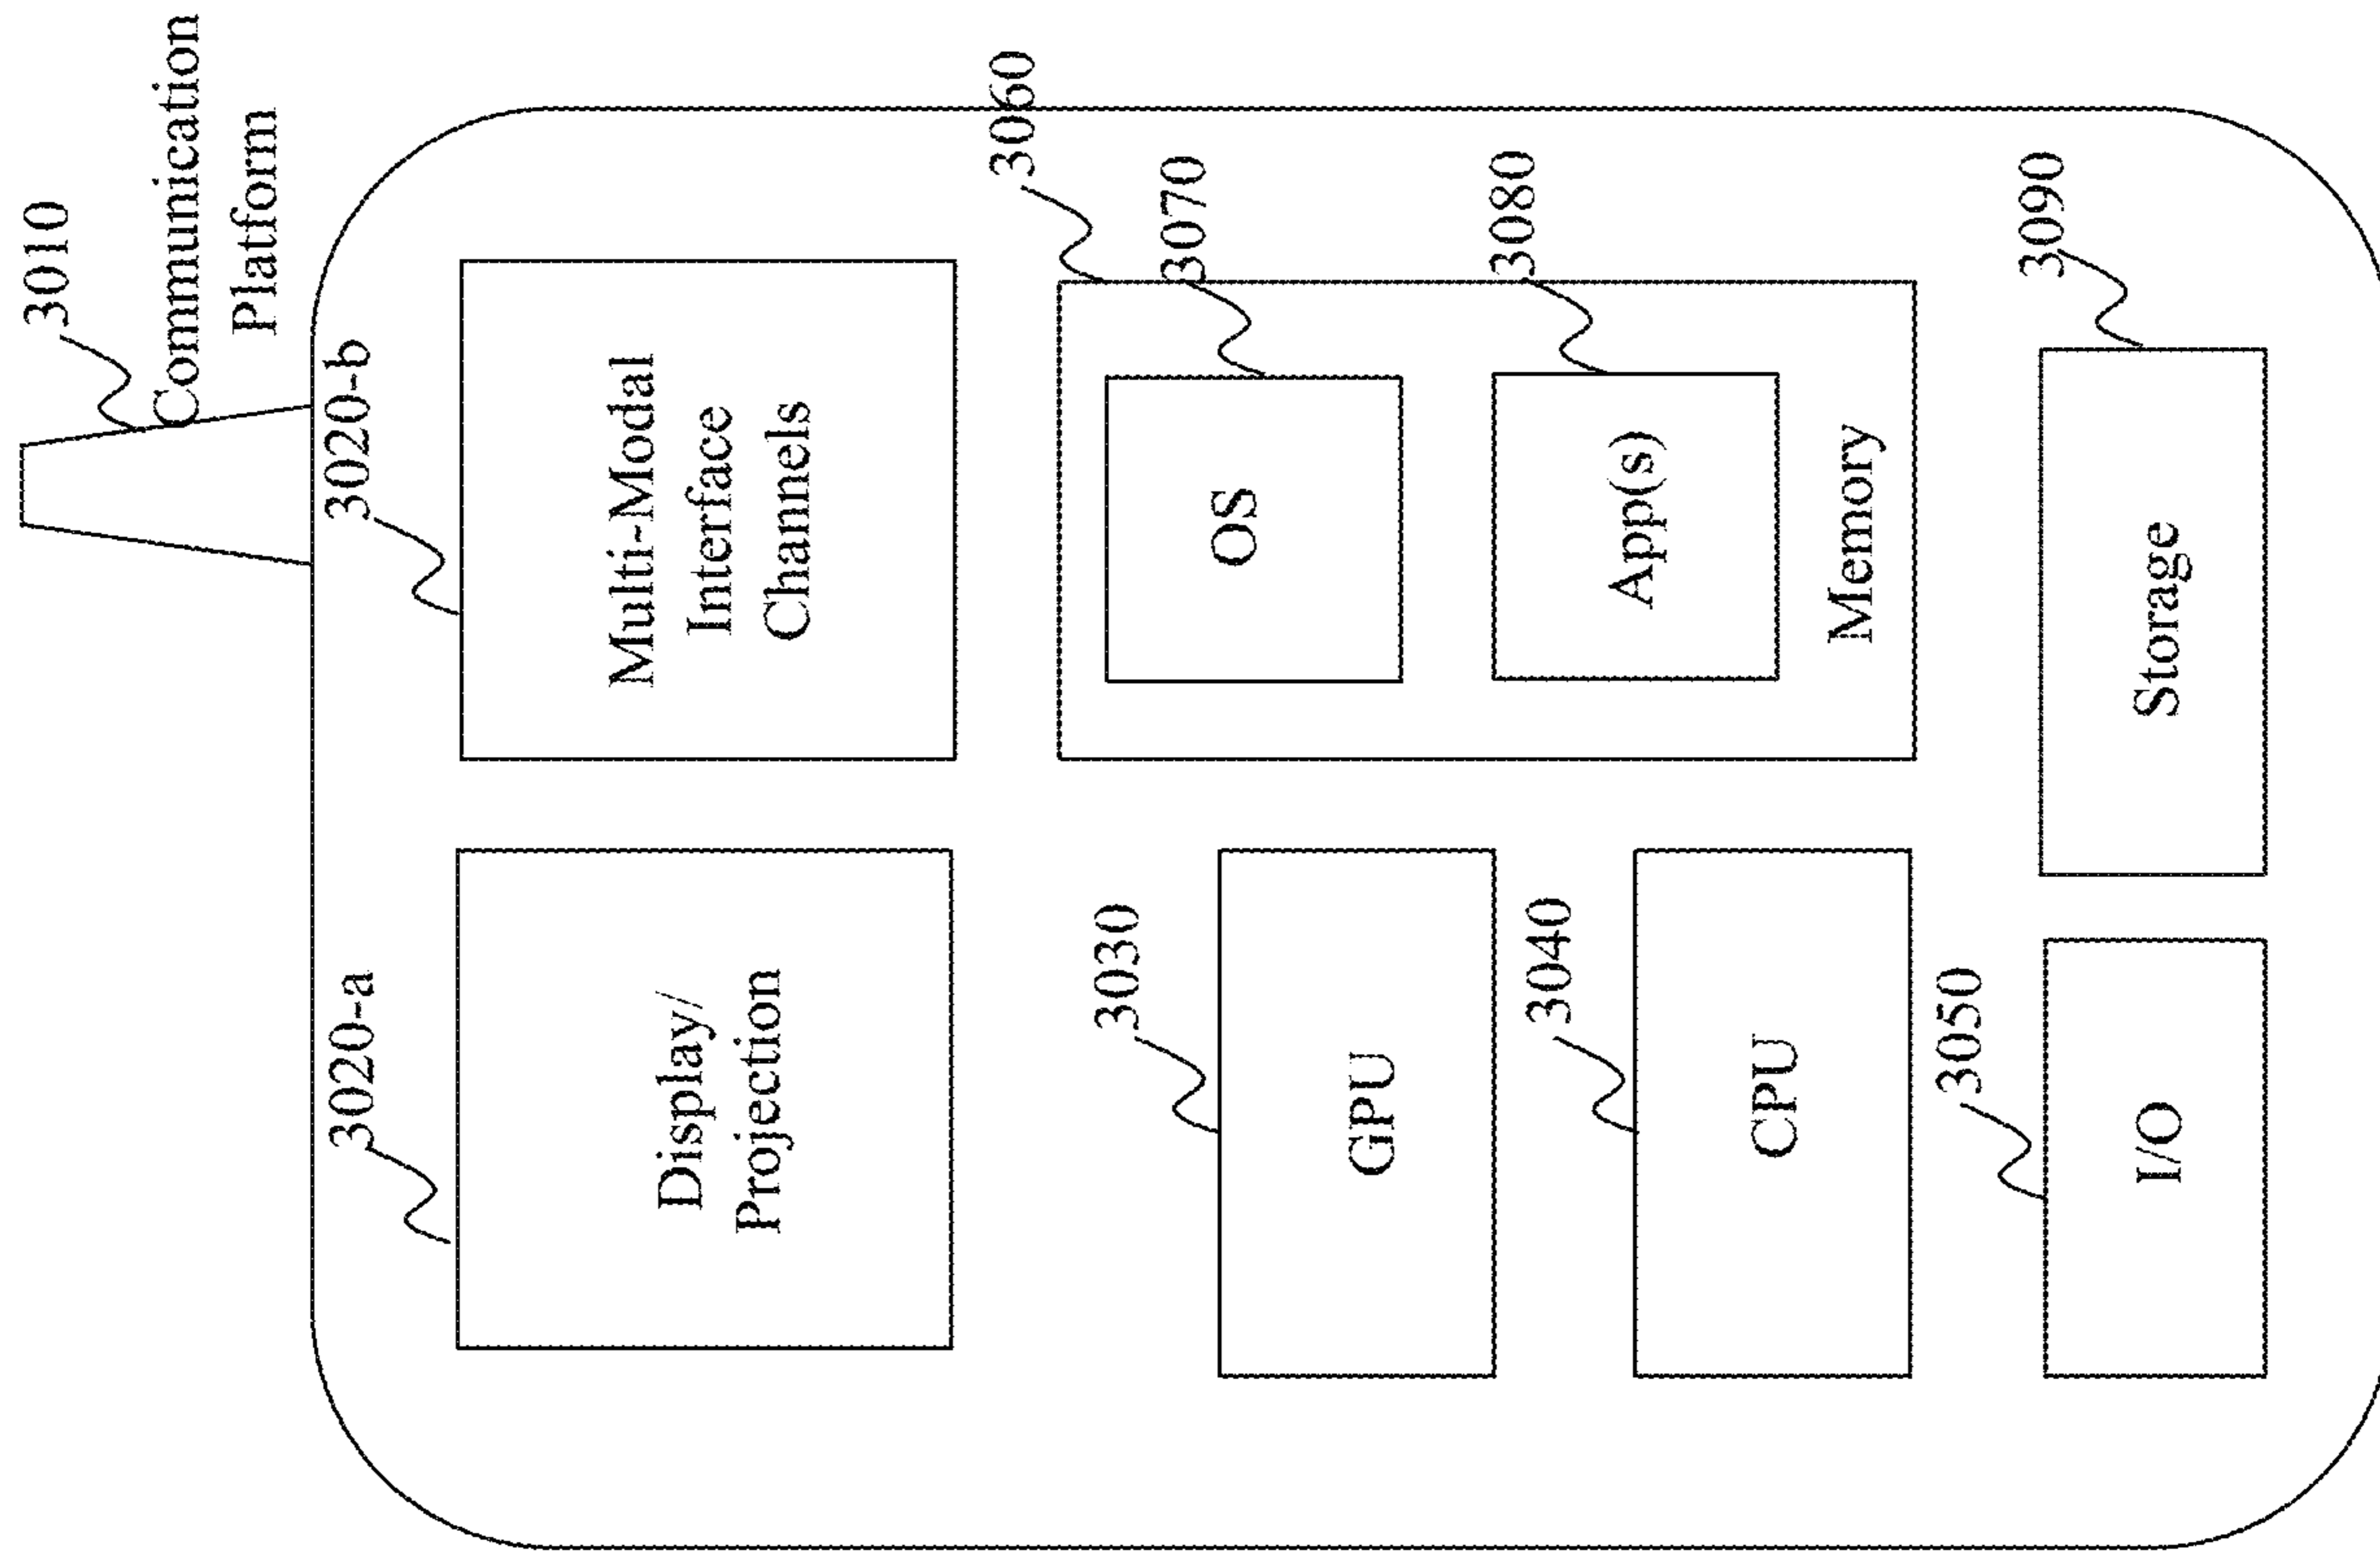 3010
Communication
Platform
3020-a
3020-b
Display/
Projection
Multi-Modal
Interface
Channels
3060
3030
GPU
3070
OS
3040
CPU
3080
App(s)
Memory
3050
I/O
3090
Storage